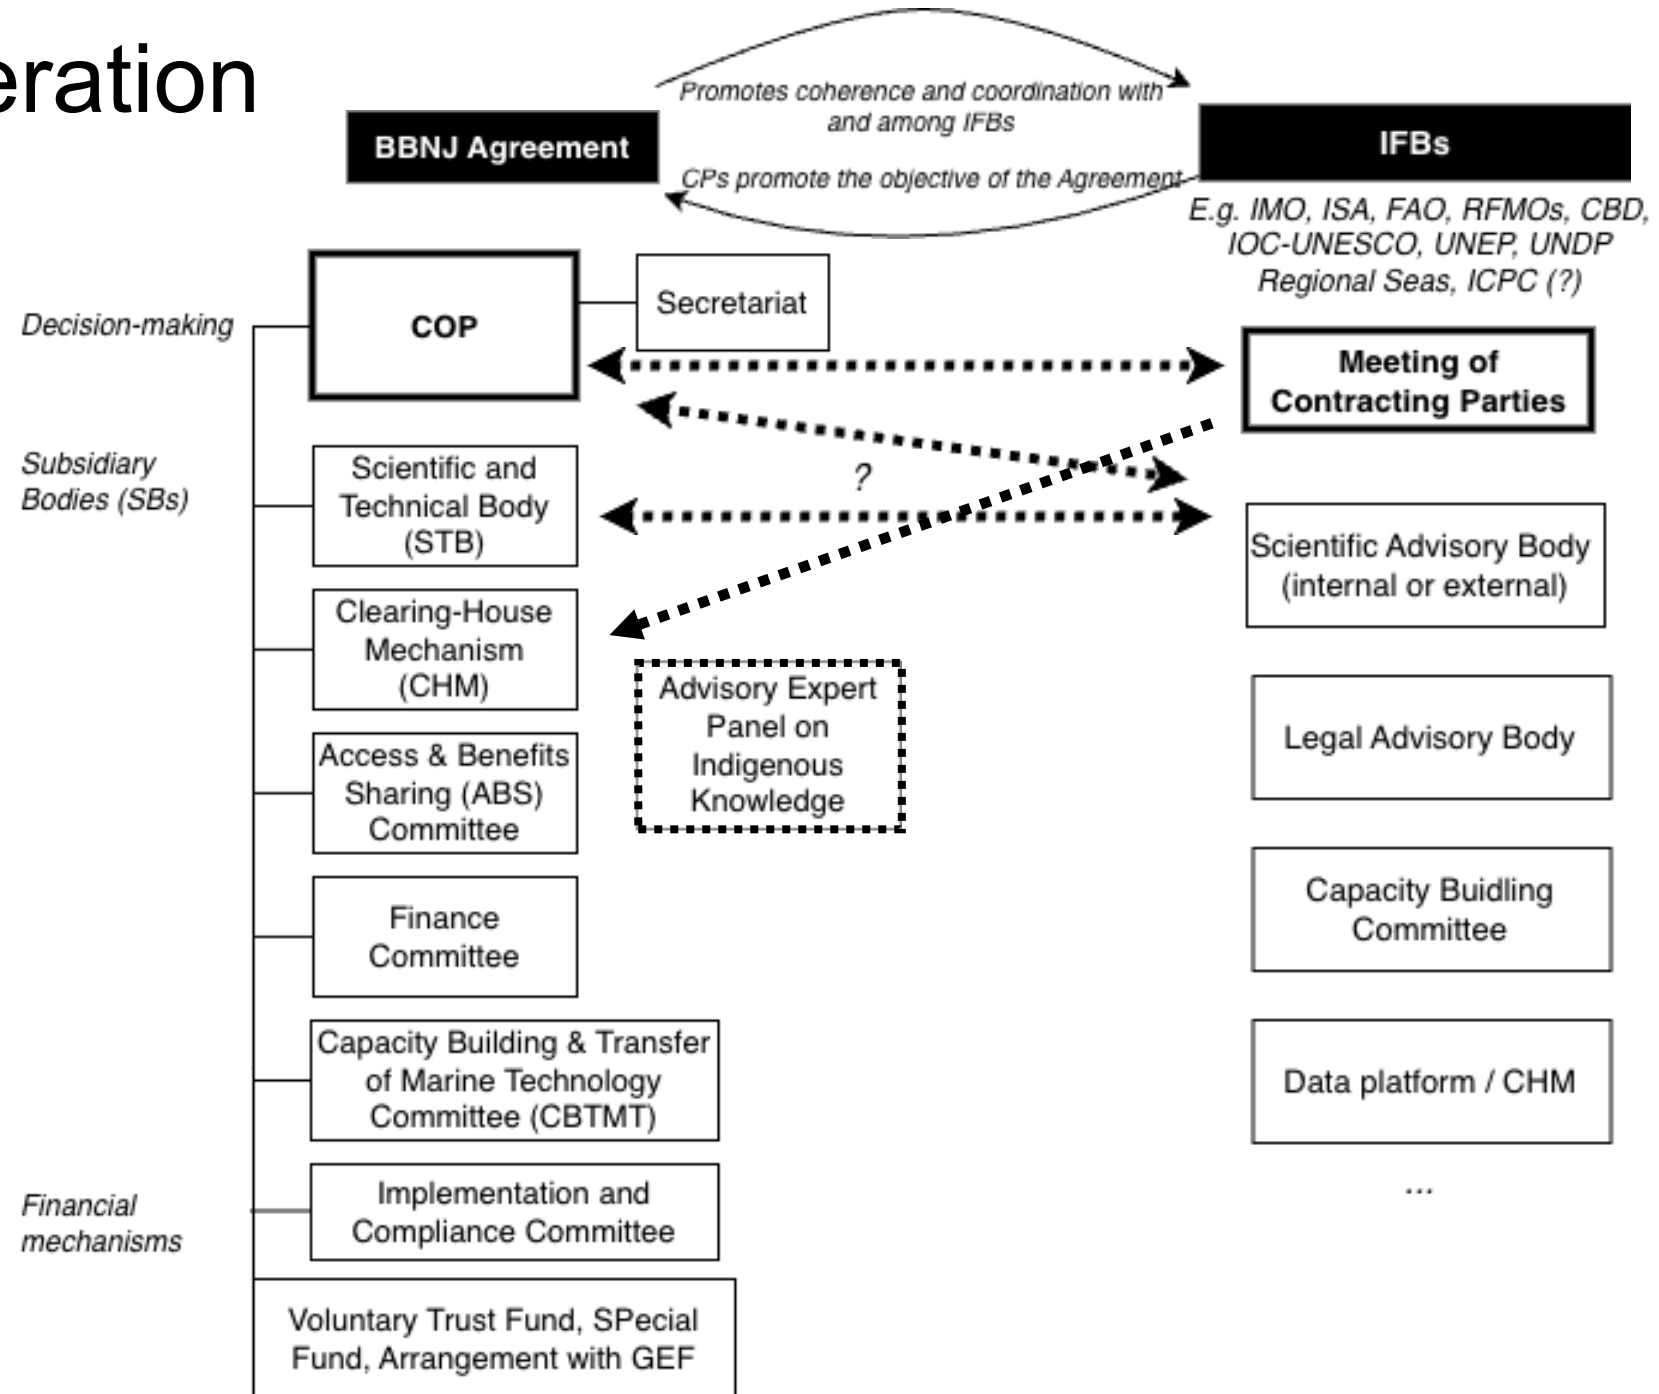 eration
Promotes coherence and coordination with
and among IFBs
BBNJ Agreement
IFBs
CPs promote the objective of the Agreement
E.g. IMO, ISA, FAO, RFMOs, CBD,
IOC-UNESCO, UNEP, UNDP
Regional Seas, ICPC (?)
Decision-making
COP
Secretariat
Meeting of
Contracting Parties
Subsidiary
Bodies (SBs)
Scientific and
Technical Body
(STB)
?
Scientific Advisory Body
(internal or external)
Clearing-House
Mechanism
(CHM)
Advisory Expert
Panel on
Indigenous
Knowledge
Legal Advisory Body
Access & Benefits
Sharing (ABS)
Committee
Finance
Committee
Capacity Buidling
Committee
Capacity Building & Transfer
of Marine Technology
Committee (CBTMT)
Data platform / CHM
Financial
mechanisms
Implementation and
Compliance Committee
...
Voluntary Trust Fund, SPecial
Fund, Arrangement with GEF